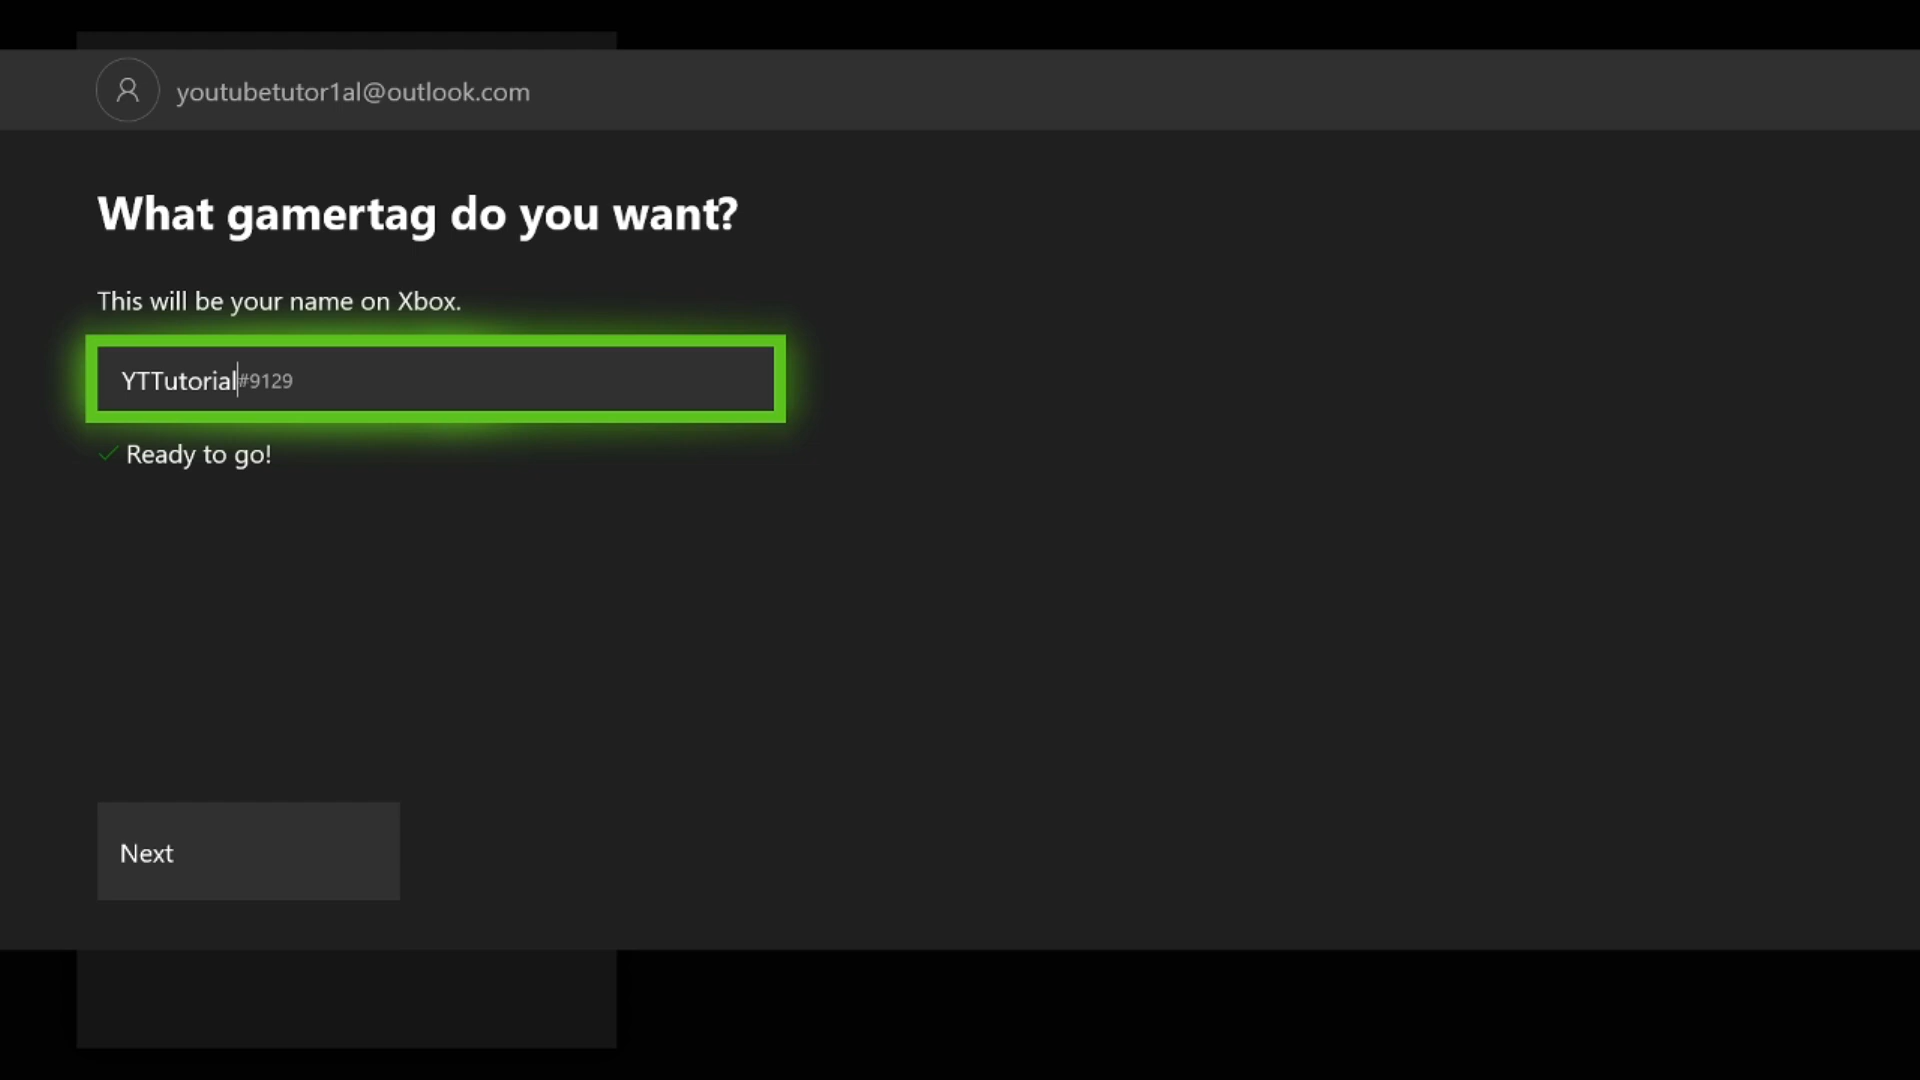 youtubetutor1al@outlook.com
What gamertag do you want?
This will be your name on Xbox.
YTTutorial#9129
Ready to go!
Next